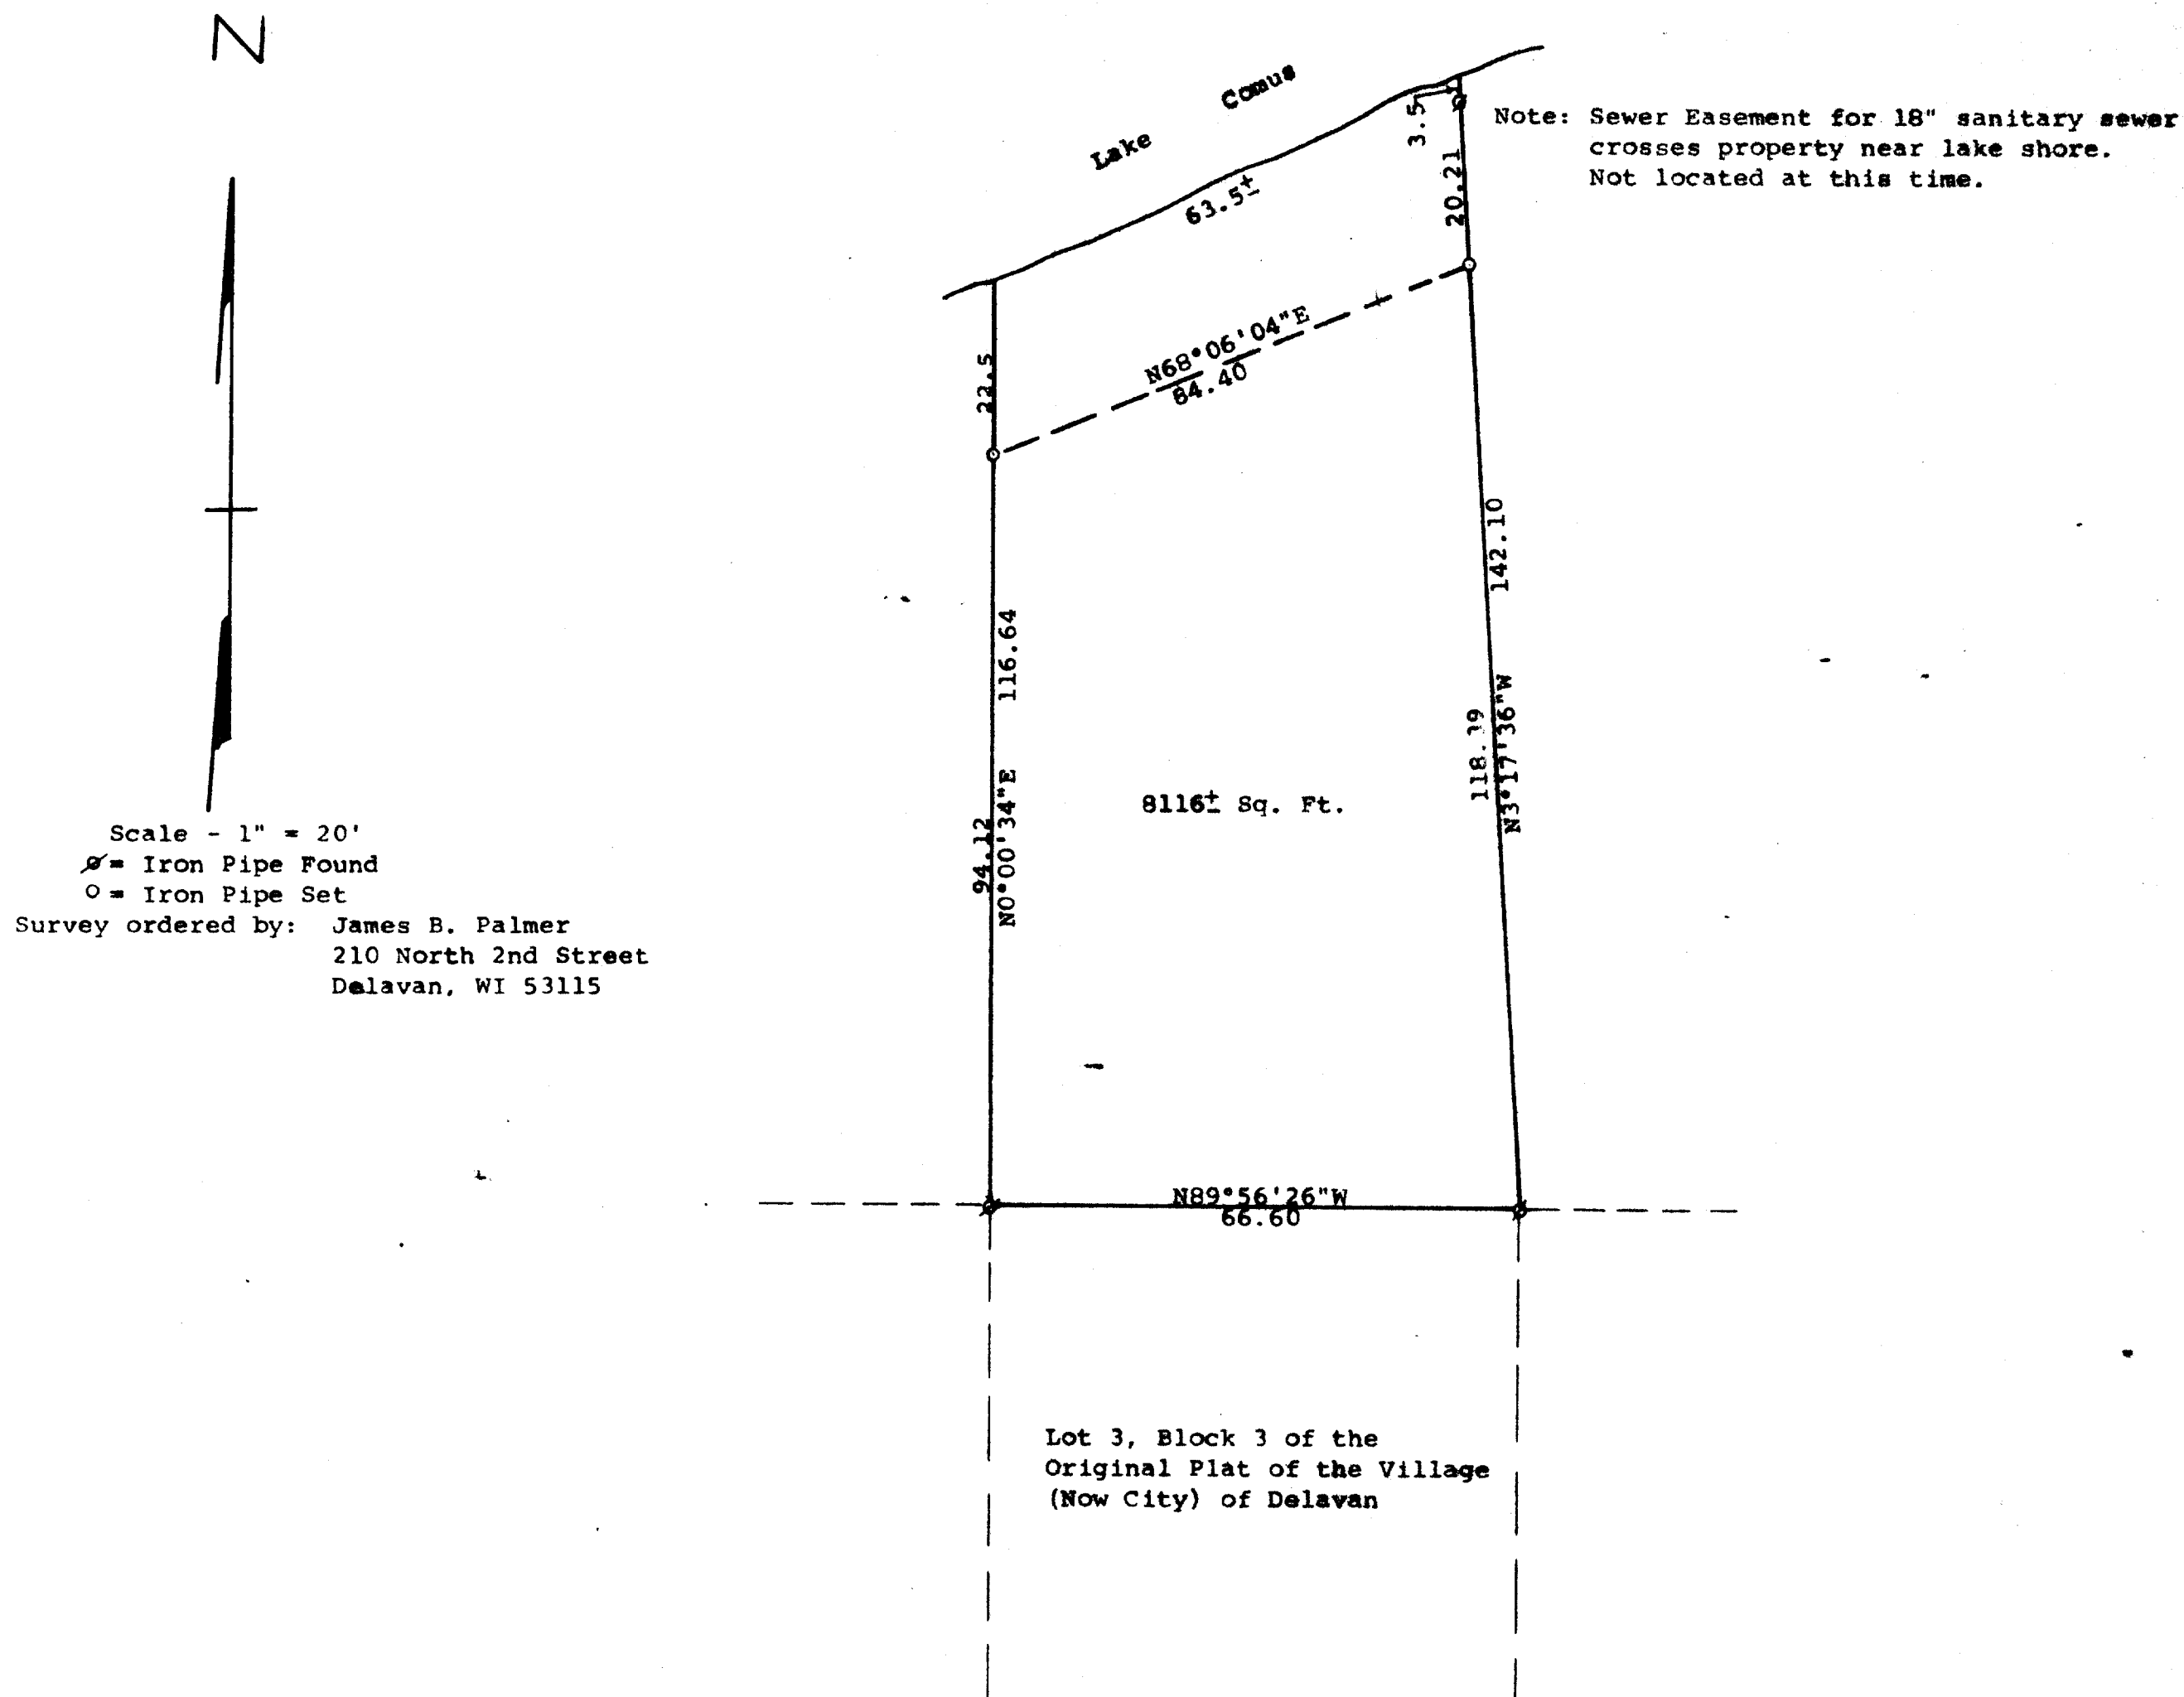 N
Lake Comus
3.5
Note: Sewer Easement for 18" sanitary sewer
crosses property near lake shore.
Not located at this time.
63.5±
20.21
22.5
N68°06'04"E
84.40
142.10
116.64
118.39
N3°17'36"W
94.12
N0°00'34"E
8116± Sq. Ft.
Scale - 1" = 20'
= Iron Pipe Found
O = Iron Pipe Set
Survey ordered by: James B. Palmer
210 North 2nd Street
Delavan, WI 53115
N89°56'26"W
66.60
Lot 3, Block 3 of the
Original Plat of the Village
(Now City) of Delavan